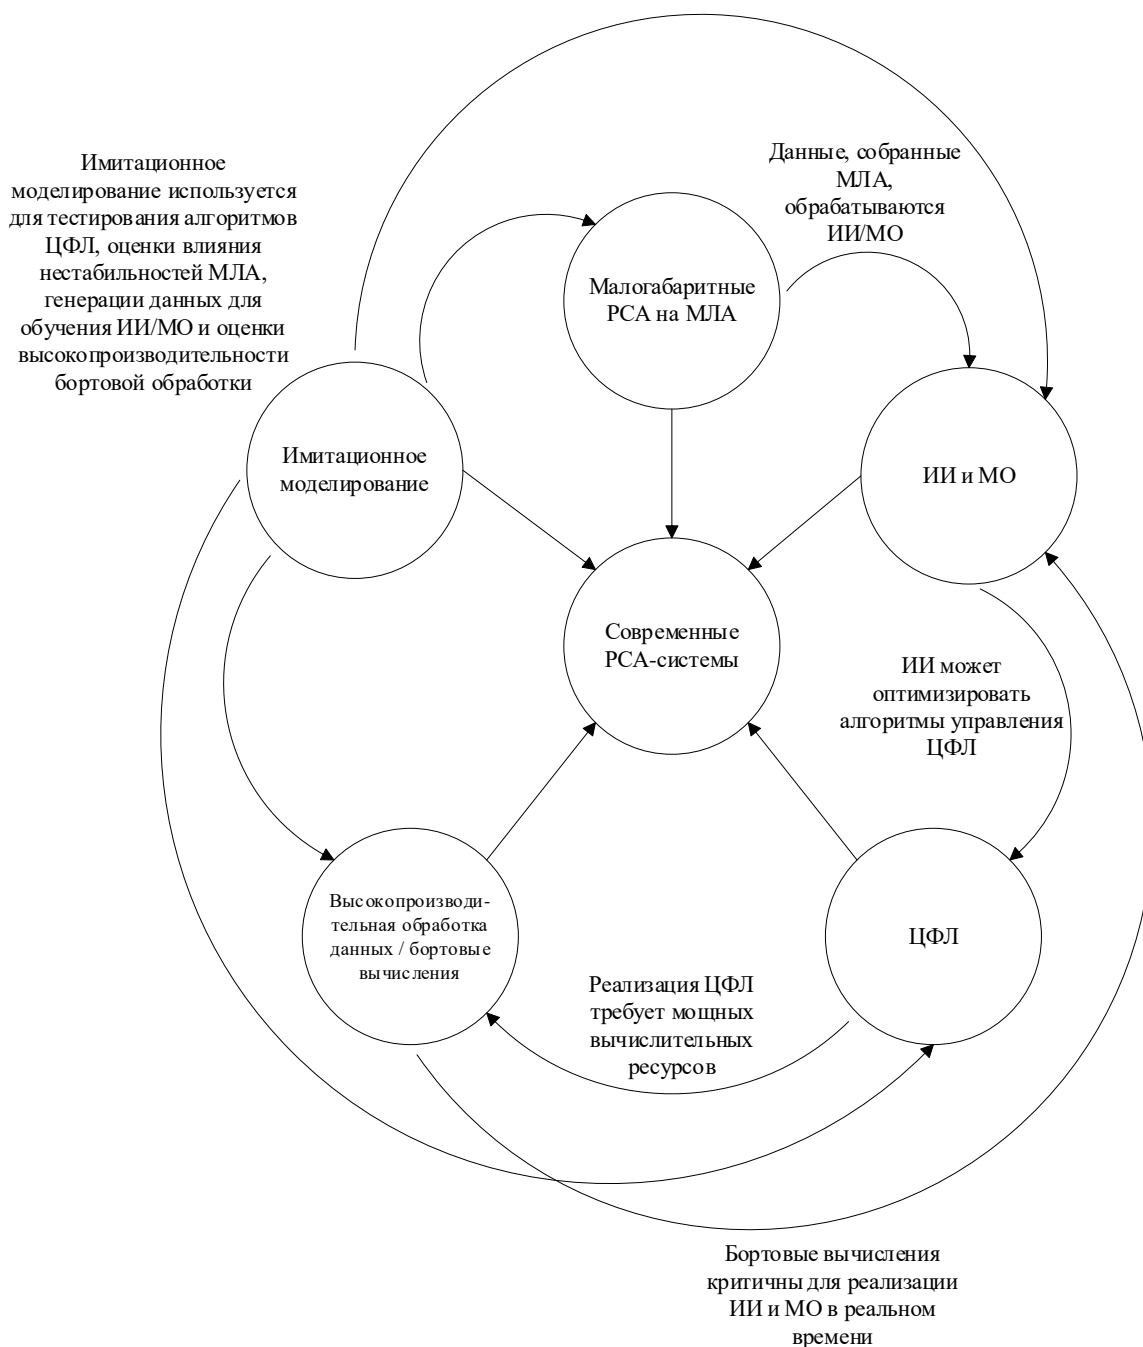 Имитационное
моделирование используется
для тестирования алгоритмов
ЦФЛ, оценки влияния
нестабильностей МЛА,
генерации данных для
обучения ИИ/МО и оценки
высокопроизводительности
бортовой обработки
Данные, собранные
МЛА,
обрабатываются
ИИ/МО
Малогабаритные
РСА на МЛА
Имитационное
моделирование
ИИ и МО
Современные
РСА-системы
ИИ может
оптимизировать
алгоритмы управления
ЦФЛ
Высокопроизводи-
тельная обработка
данных / бортовые
вычисления
ЦФЛ
Реализация ЦФЛ
требует мощных
вычислительных
ресурсов
Бортовые вычисления
критичны для реализации
ИИ и МО в реальном
времени